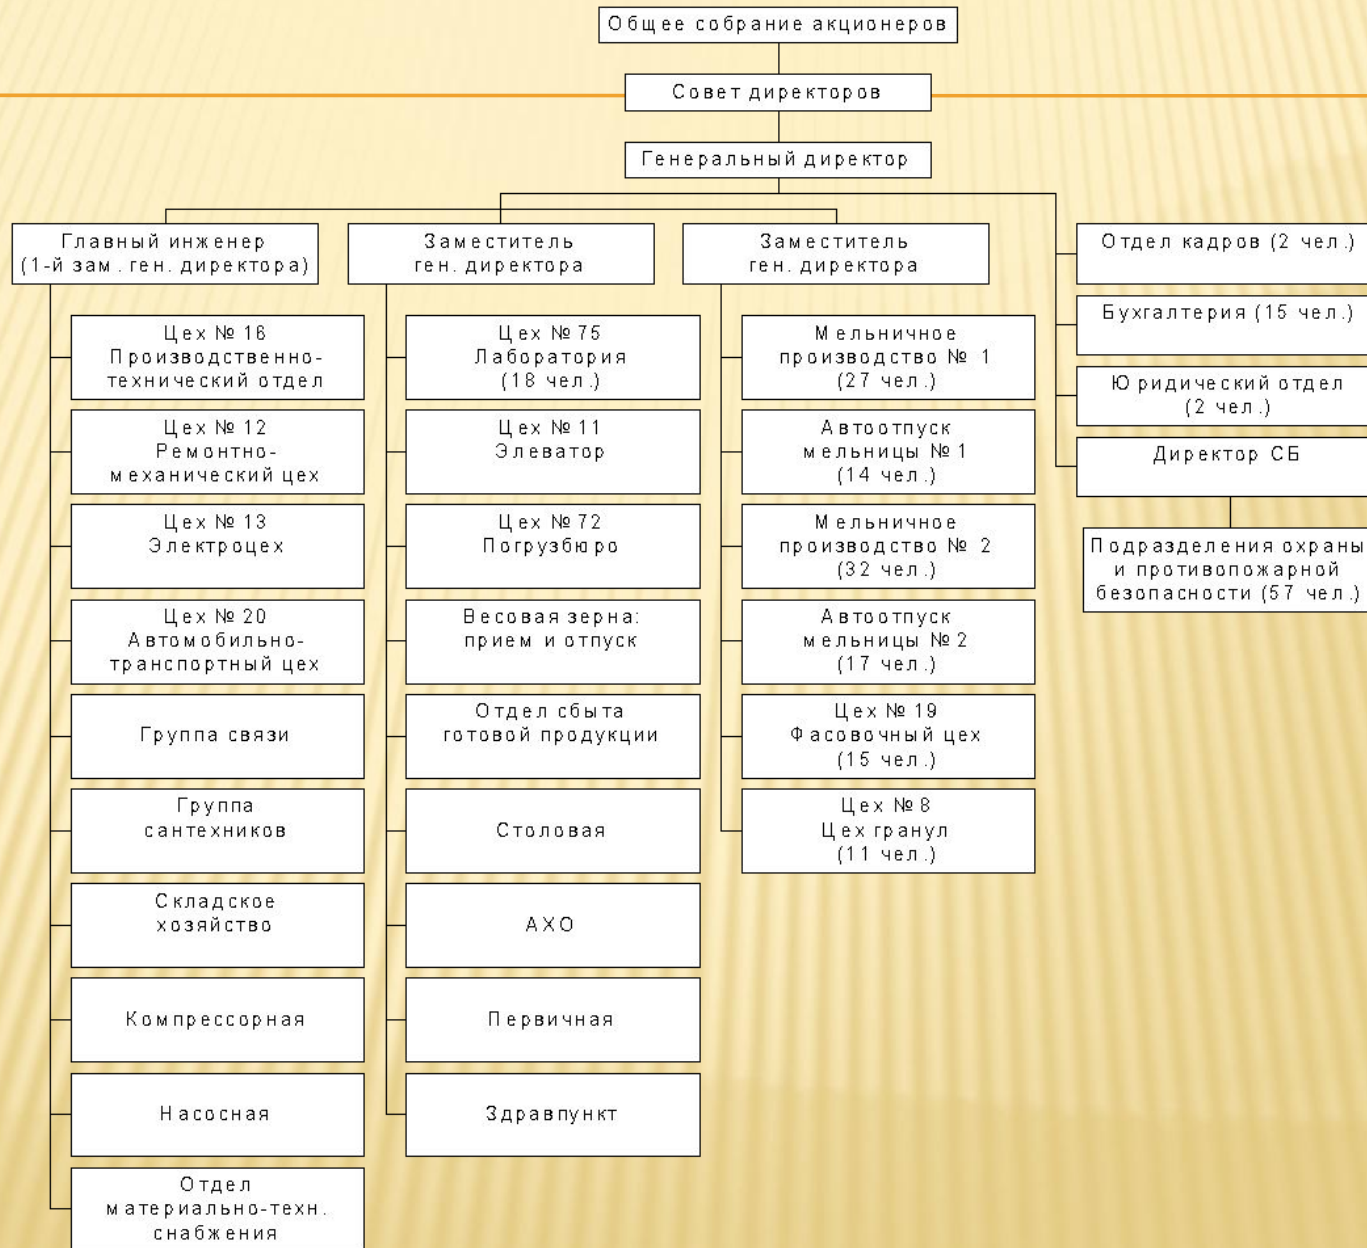 Общее собрание акционеров
Совет директоров
Генеральный директор
Главный инженер
(1-й зам. ген. директора)
Цех № 16
Производственно-
технический отдел
Цех № 12
Ремонтно-
механический цех
Цех № 13
Электроцех
Цех № 20
Автомобильно-
транспортный цех
Группа связи
Группа
сантехников
Складское
хозяйство
Компрессорная
Насосная
Отдел
материально-техн.
снабжения
Заместитель
ген. директора
Цех № 75
Лаборатория
(18 чел.)
Цех № 11
Элеватор
Цех № 72
Погрузбюро
Весовая зерна:
прием и отпуск
Отдел сбыта
готовой продукции
Столовая
АХО
Первичная
Здравпункт
Заместитель
ген. директора
Мельничное
производство № 1
(27 чел.)
Автоотпуск
мельницы № 1
(14 чел.)
Мельничное
производство № 2
(32 чел.)
Автоотпуск
мельницы № 2
(17 чел.)
Цех № 19
Фасовочный цех
(15 чел.)
Цех № 8
Цех гранул
(11 чел.)
Отдел кадров (2 чел.)
Бухгалтерия (15 чел.)
Юридический отдел
(2 чел.)
Директор СБ
Подразделения охраны
и противопожарной
безопасности (57 чел.)